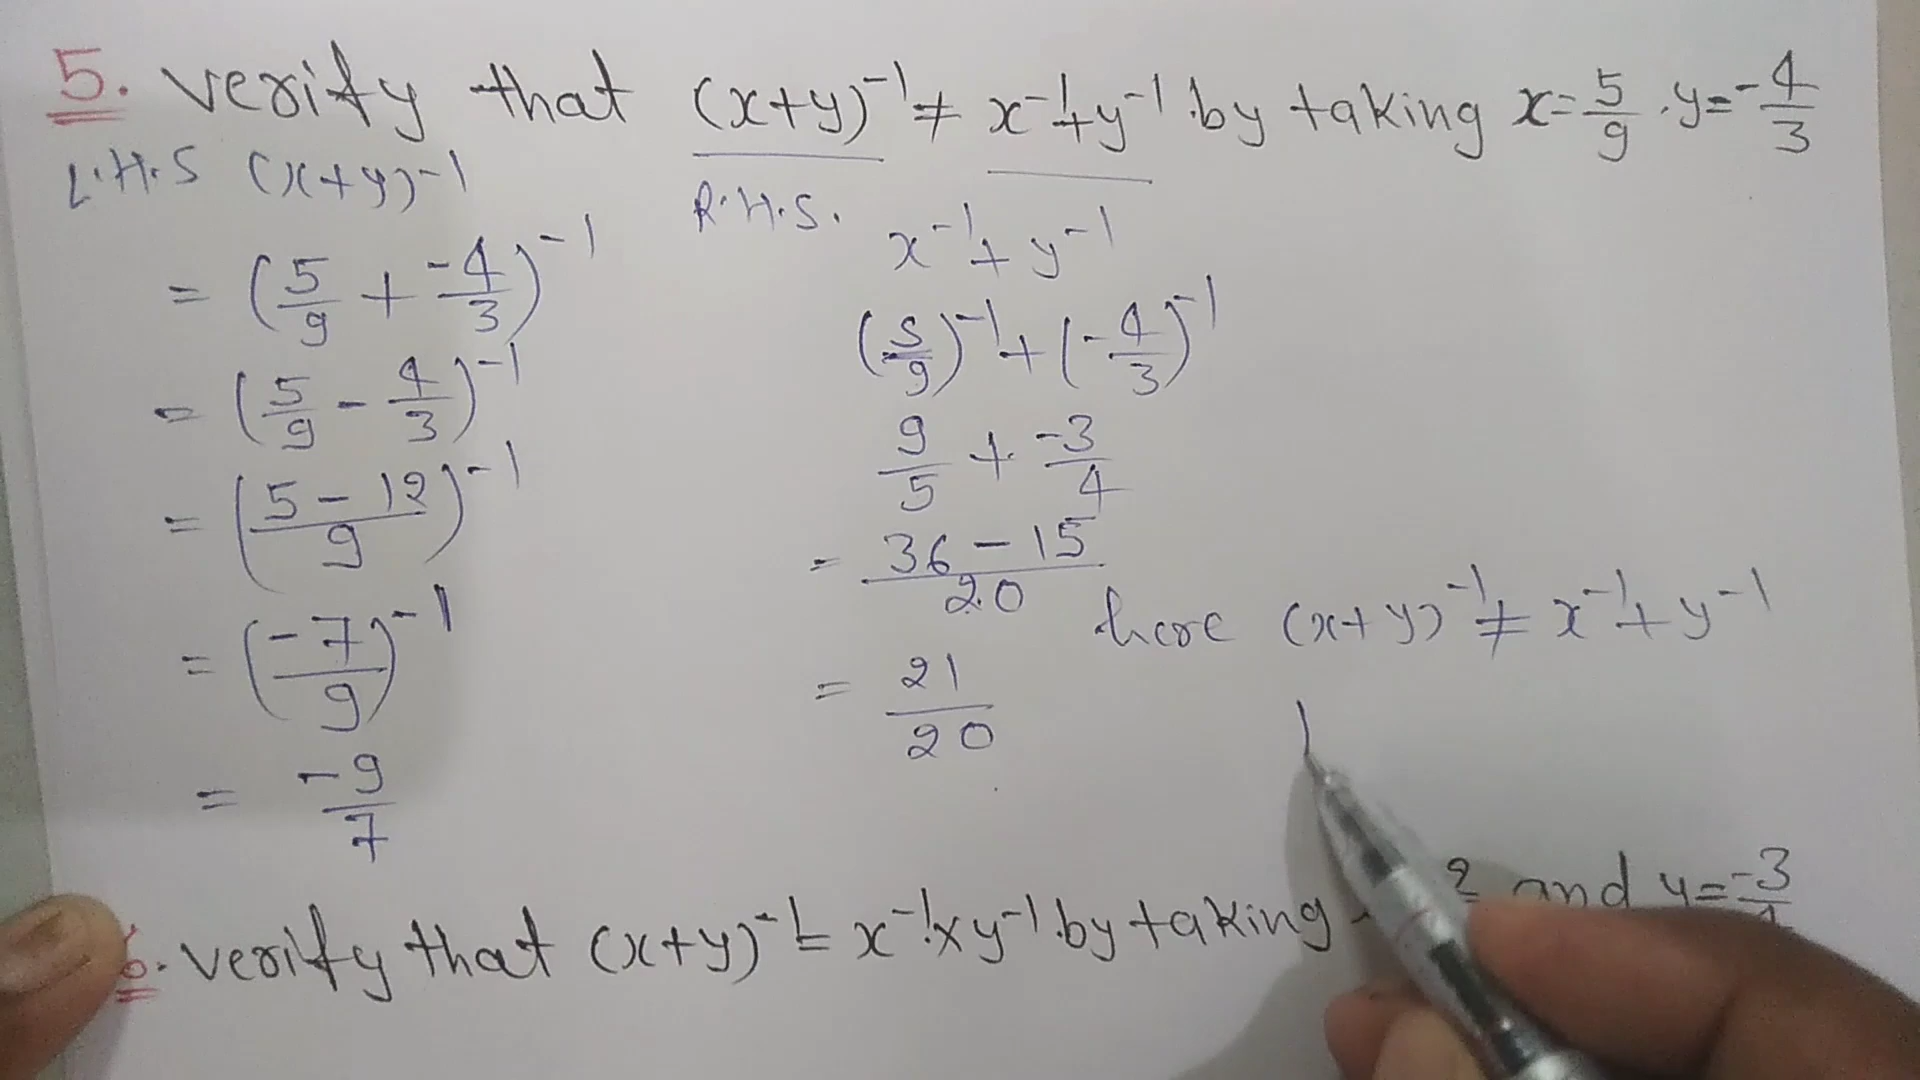 5. verify that (x+y)⁻¹ ≠ x⁻¹+y⁻¹ by taking x=5/9 . y=-4/3
L.H.S (x+y)⁻¹
= (5/9 + -4/3)⁻¹
= (5/9 - 4/3)⁻¹
= (5-12/9)⁻¹
= (-7/9)⁻¹
= -9/7
R.H.S.
x⁻¹+y⁻¹
(5/9)⁻¹+(-4/3)⁻¹
9/5 + -3/4
= 36-15/20
= 21/20
here (x+y)⁻¹ ≠ x⁻¹+y⁻¹
6. verify that (x+y)⁻¹ = x⁻¹×y⁻¹ by taking 2 and y=-3